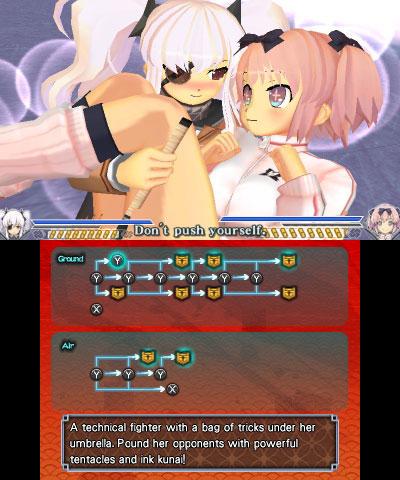 Don't push yourself.
Ground
Y
Y Y Y Y Y Y
X
Air
Y Y Y
X
A technical fighter with a bag of tricks under her
umbrella. Pound her opponents with powerful
tentacles and ink kunai!